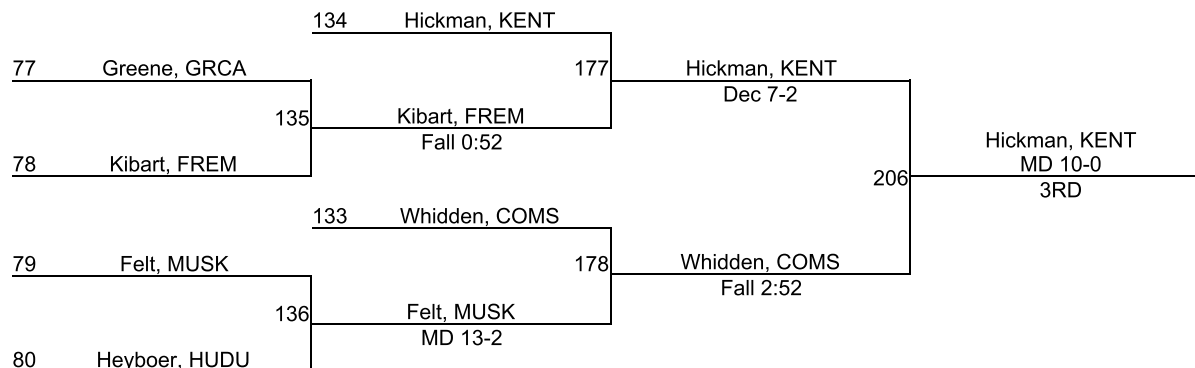 134 Hickman, KENT
77 Greene, GRCA
177 Hickman, KENT
Dec 7-2
135 Kibart, FREM
Fall 0:52
78 Kibart, FREM
Hickman, KENT
206 MD 10-0
3RD
133 Whidden, COMS
79 Felt, MUSK
178 Whidden, COMS
Fall 2:52
136 Felt, MUSK
MD 13-2
80 Heyboer, HUDU